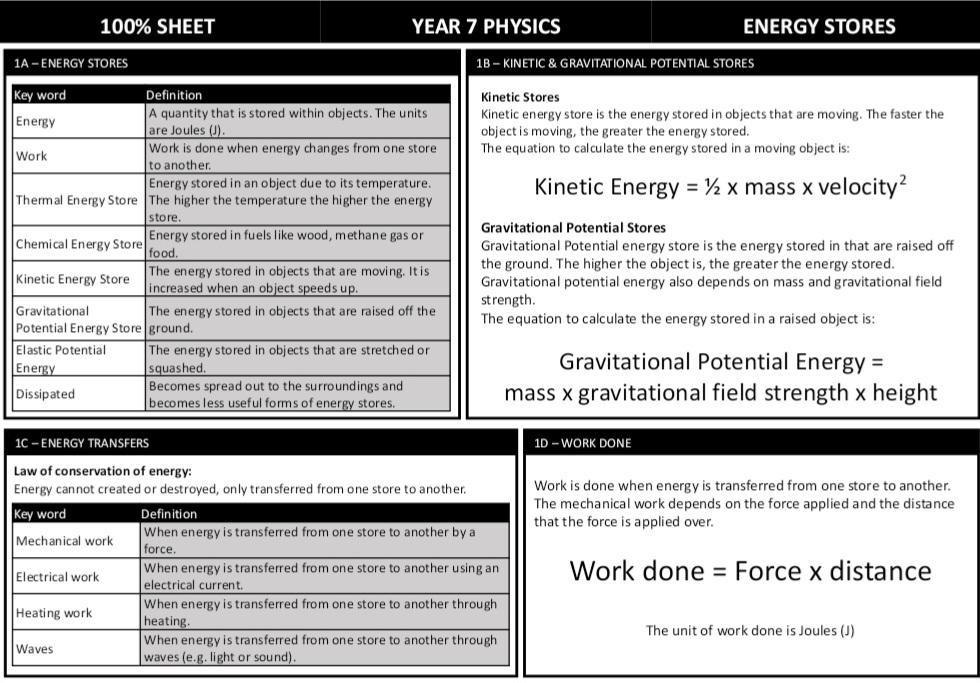 100% SHEET
YEAR 7 PHYSICS
ENERGY STORES
1A – ENERGY STORES
Key word Definition
Energy
A quantity that is stored within objects. The units
are Joules (J).
Work
Work is done when energy changes from one store
to another.
Thermal Energy Store
Energy stored in an object due to its temperature.
The higher the temperature the higher the energy
store.
Chemical Energy Store
Energy stored in fuels like wood, methane gas or
food.
Kinetic Energy Store
The energy stored in objects that are moving. It is
increased when an object speeds up.
Gravitational
Potential Energy Store
The energy stored in objects that are raised off the
ground.
Elastic Potential
Energy
The energy stored in objects that are stretched or
squashed.
Dissipated
Becomes spread out to the surroundings and
becomes less useful forms of energy stores.
1B – KINETIC & GRAVITATIONAL POTENTIAL STORES
Kinetic Stores
Kinetic energy store is the energy stored in objects that are moving. The faster the
object is moving, the greater the energy stored.
The equation to calculate the energy stored in a moving object is:
Kinetic Energy = ½ x mass x velocity²
Gravitational Potential Stores
Gravitational Potential energy store is the energy stored in that are raised off
the ground. The higher the object is, the greater the energy stored.
Gravitational potential energy also depends on mass and gravitational field
strength.
The equation to calculate the energy stored in a raised object is:
Gravitational Potential Energy =
mass x gravitational field strength x height
1C – ENERGY TRANSFERS
Law of conservation of energy:
Energy cannot created or destroyed, only transferred from one store to another.
Key word Definition
Mechanical work
When energy is transferred from one store to another by a
force.
Electrical work
When energy is transferred from one store to another using an
electrical current.
Heating work
When energy is transferred from one store to another through
heating.
Waves
When energy is transferred from one store to another through
waves (e.g. light or sound).
1D – WORK DONE
Work is done when energy is transferred from one store to another.
The mechanical work depends on the force applied and the distance
that the force is applied over.
Work done = Force x distance
The unit of work done is Joules (J)